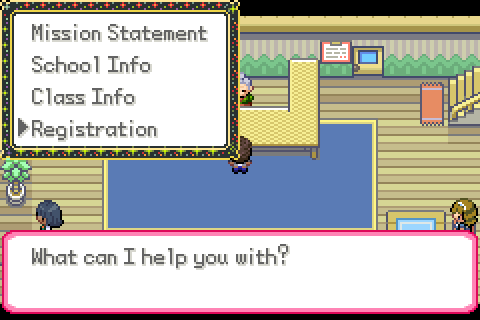 Mission Statement
School Info
Class Info
Registration
What can I help you with?